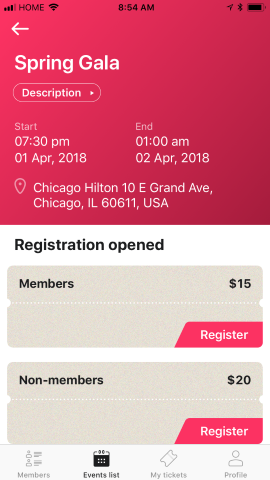 HOME 8:54 AM
Spring Gala
Description
Start End
07:30 pm 01:00 am
01 Apr, 2018 02 Apr, 2018
Chicago Hilton 10 E Grand Ave,
Chicago, IL 60611, USA
Registration opened
Members $15
Register
Non-members $20
Register
Members Events list My tickets Profile